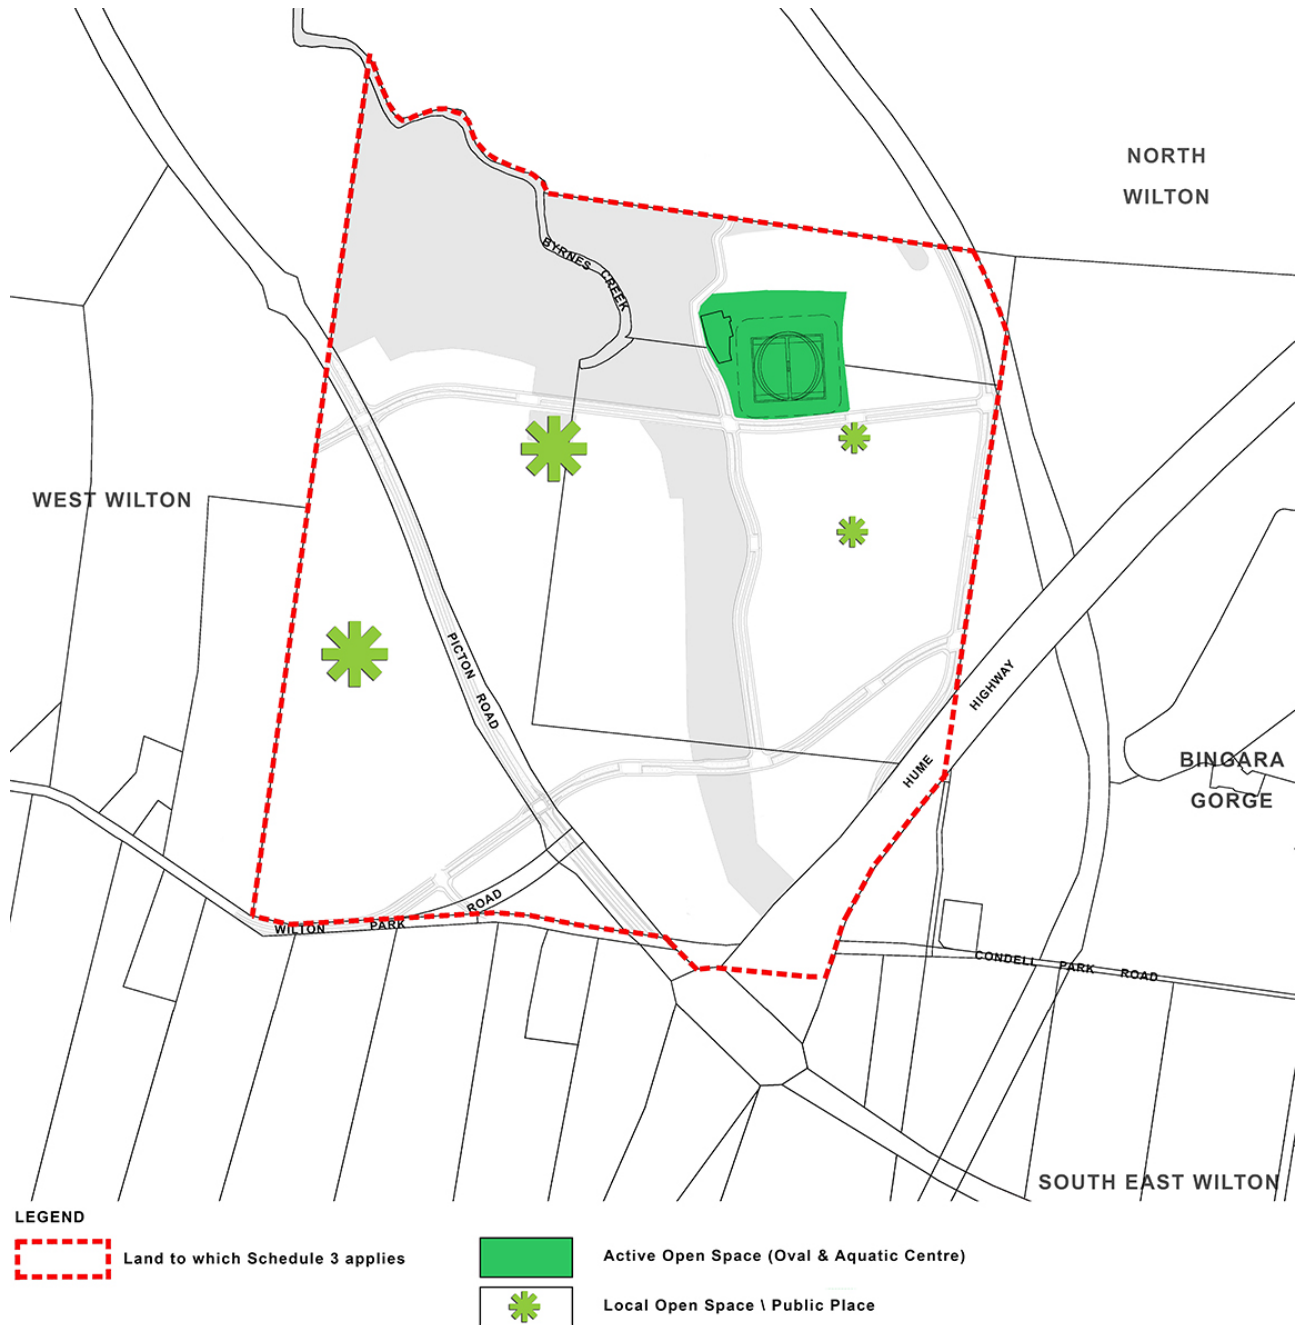 NORTH
WILTON
BYRNES CREEK
WEST WILTON
PICTON ROAD
HUME HIGHWAY
BINGARA
GORGE
WILTON PARK ROAD
CONDELL PARK ROAD
SOUTH EAST WILTON
LEGEND
Land to which Schedule 3 applies
Active Open Space (Oval & Aquatic Centre)
Local Open Space \ Public Place